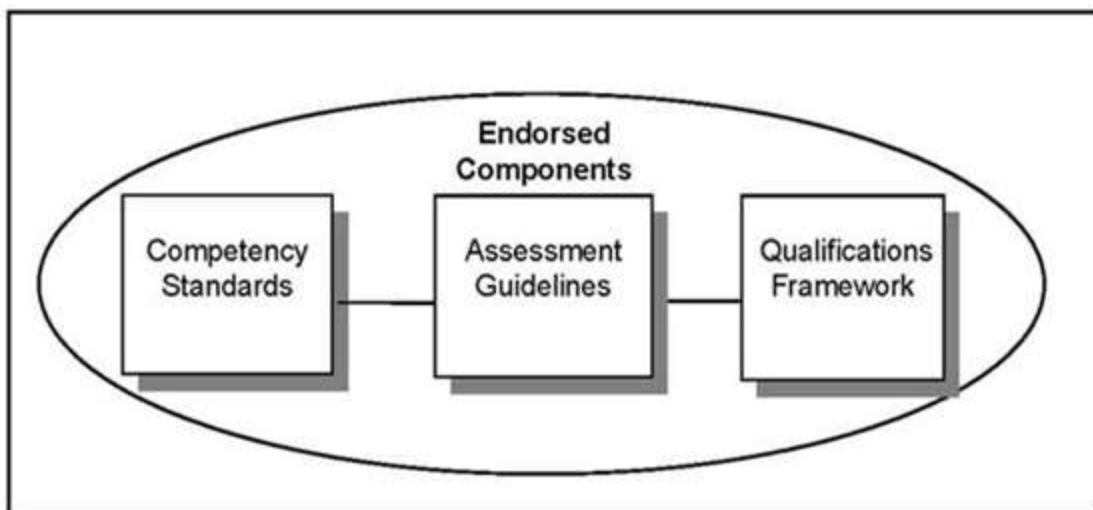 Endorsed
Components
Competency
Standards
Assessment
Guidelines
Qualifications
Framework